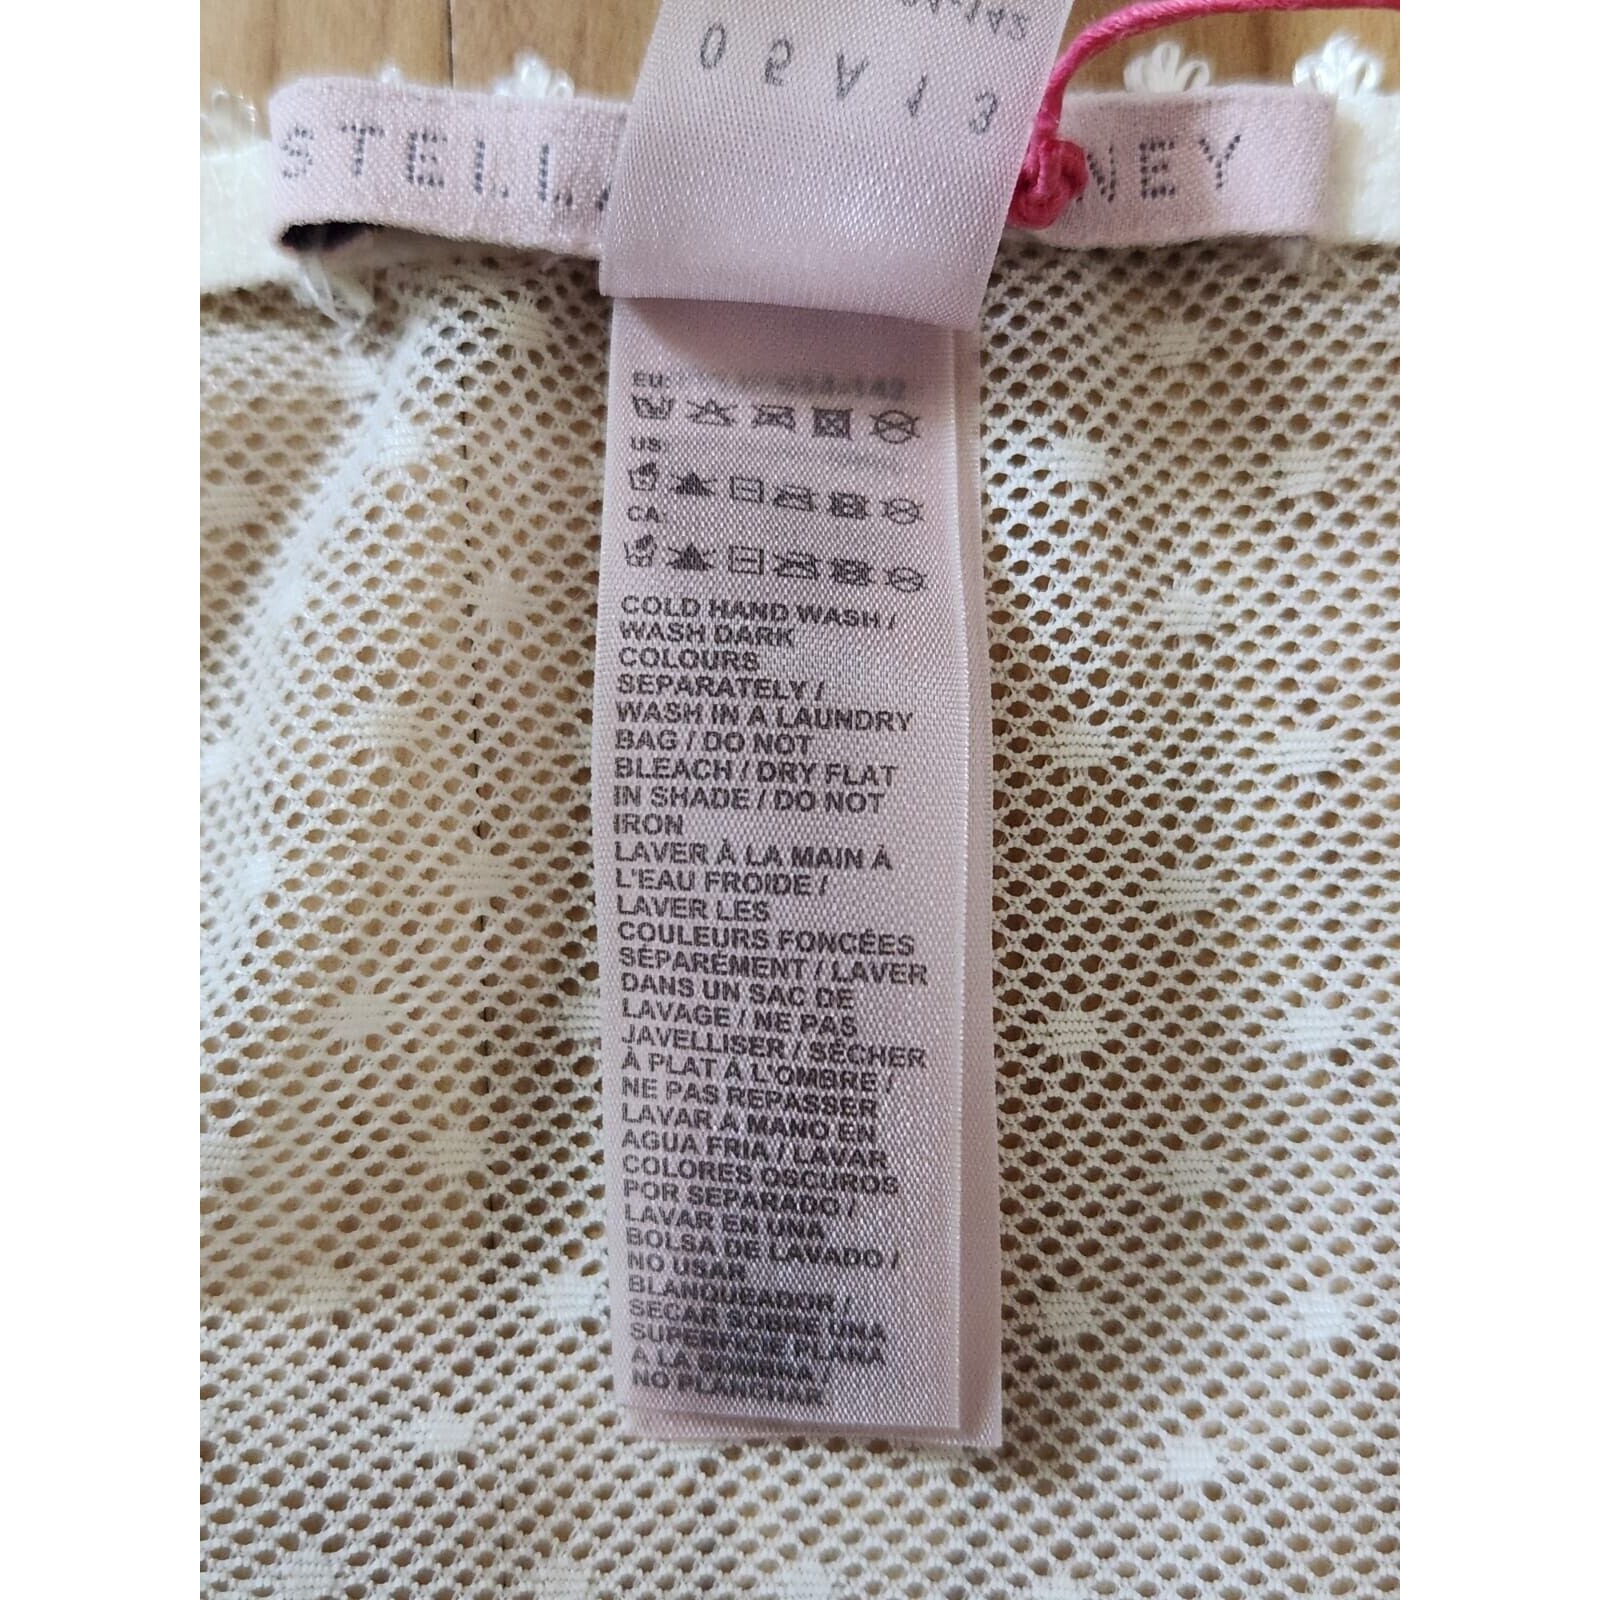 05A13
STELL NEY
EU:
US:
CA:
COLD HAND WASH /
WASH DARK
COLOURS
SEPARATELY /
WASH IN A LAUNDRY
BAG / DO NOT
BLEACH / DRY FLAT
IN SHADE / DO NOT
IRON
LAVER À LA MAIN À
L'EAU FROIDE /
LAVER LES
COULEURS FONCÉES
SÉPARÉMENT / LAVER
DANS UN SAC DE
LAVAGE / NE PAS
JAVELLISER / SÉCHER
À PLAT A L'OMBRE /
NE PAS REPASSER
LAVAR A MANO EN
AGUA FRIA / LAVAR
COLORES OSCUROS
POR SEPARADO /
LAVAR EN UNA
BOLSA DE LAVADO /
NO USAR
BLANQUEADOR /
SECAR SOBRE UNA
SUPERFICIE PLANA
A LA SOMBRA /
NO PLANCHAR